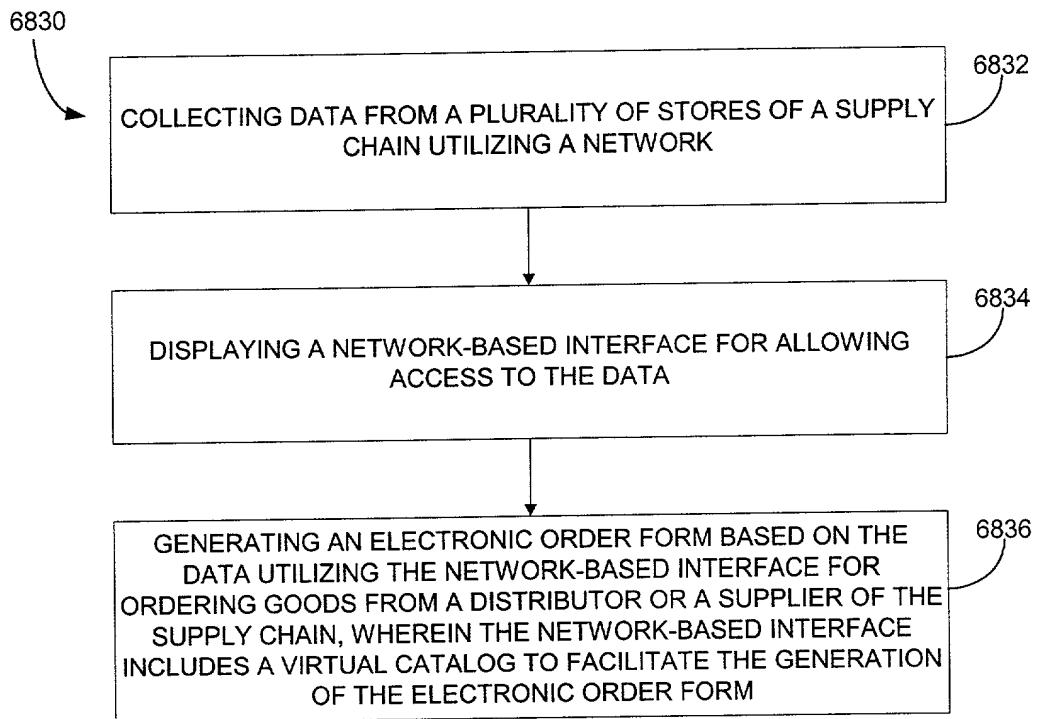 6830
6832
COLLECTING DATA FROM A PLURALITY OF STORES OF A SUPPLY
CHAIN UTILIZING A NETWORK
6834
DISPLAYING A NETWORK-BASED INTERFACE FOR ALLOWING
ACCESS TO THE DATA
6836
GENERATING AN ELECTRONIC ORDER FORM BASED ON THE
DATA UTILIZING THE NETWORK-BASED INTERFACE FOR
ORDERING GOODS FROM A DISTRIBUTOR OR A SUPPLIER OF THE
SUPPLY CHAIN, WHEREIN THE NETWORK-BASED INTERFACE
INCLUDES A VIRTUAL CATALOG TO FACILITATE THE GENERATION
OF THE ELECTRONIC ORDER FORM